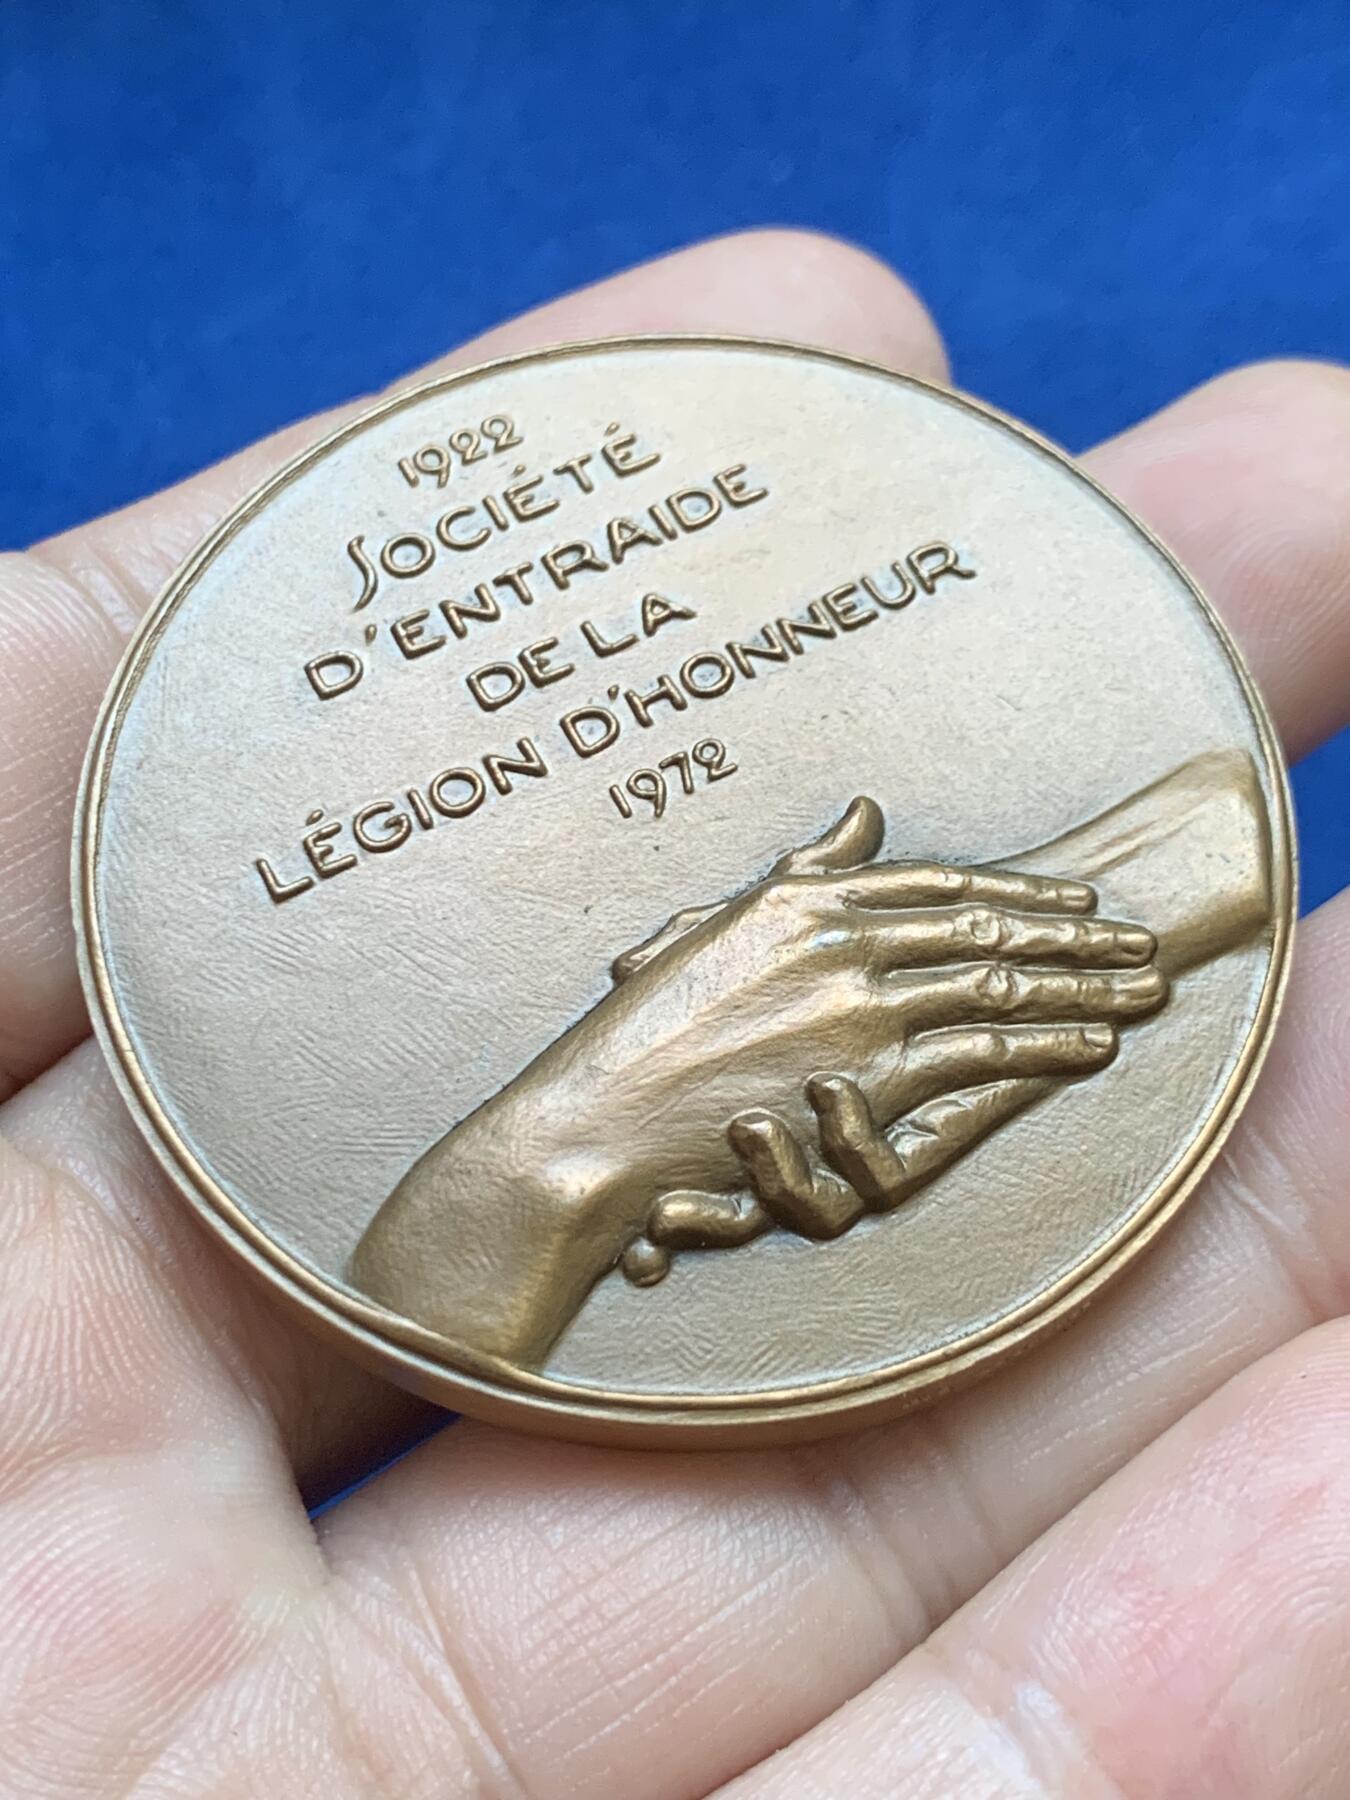 1922
SOCIÉTÉ
D'ENTRAIDE
DE LA
LÉGION D'HONNEUR
1972